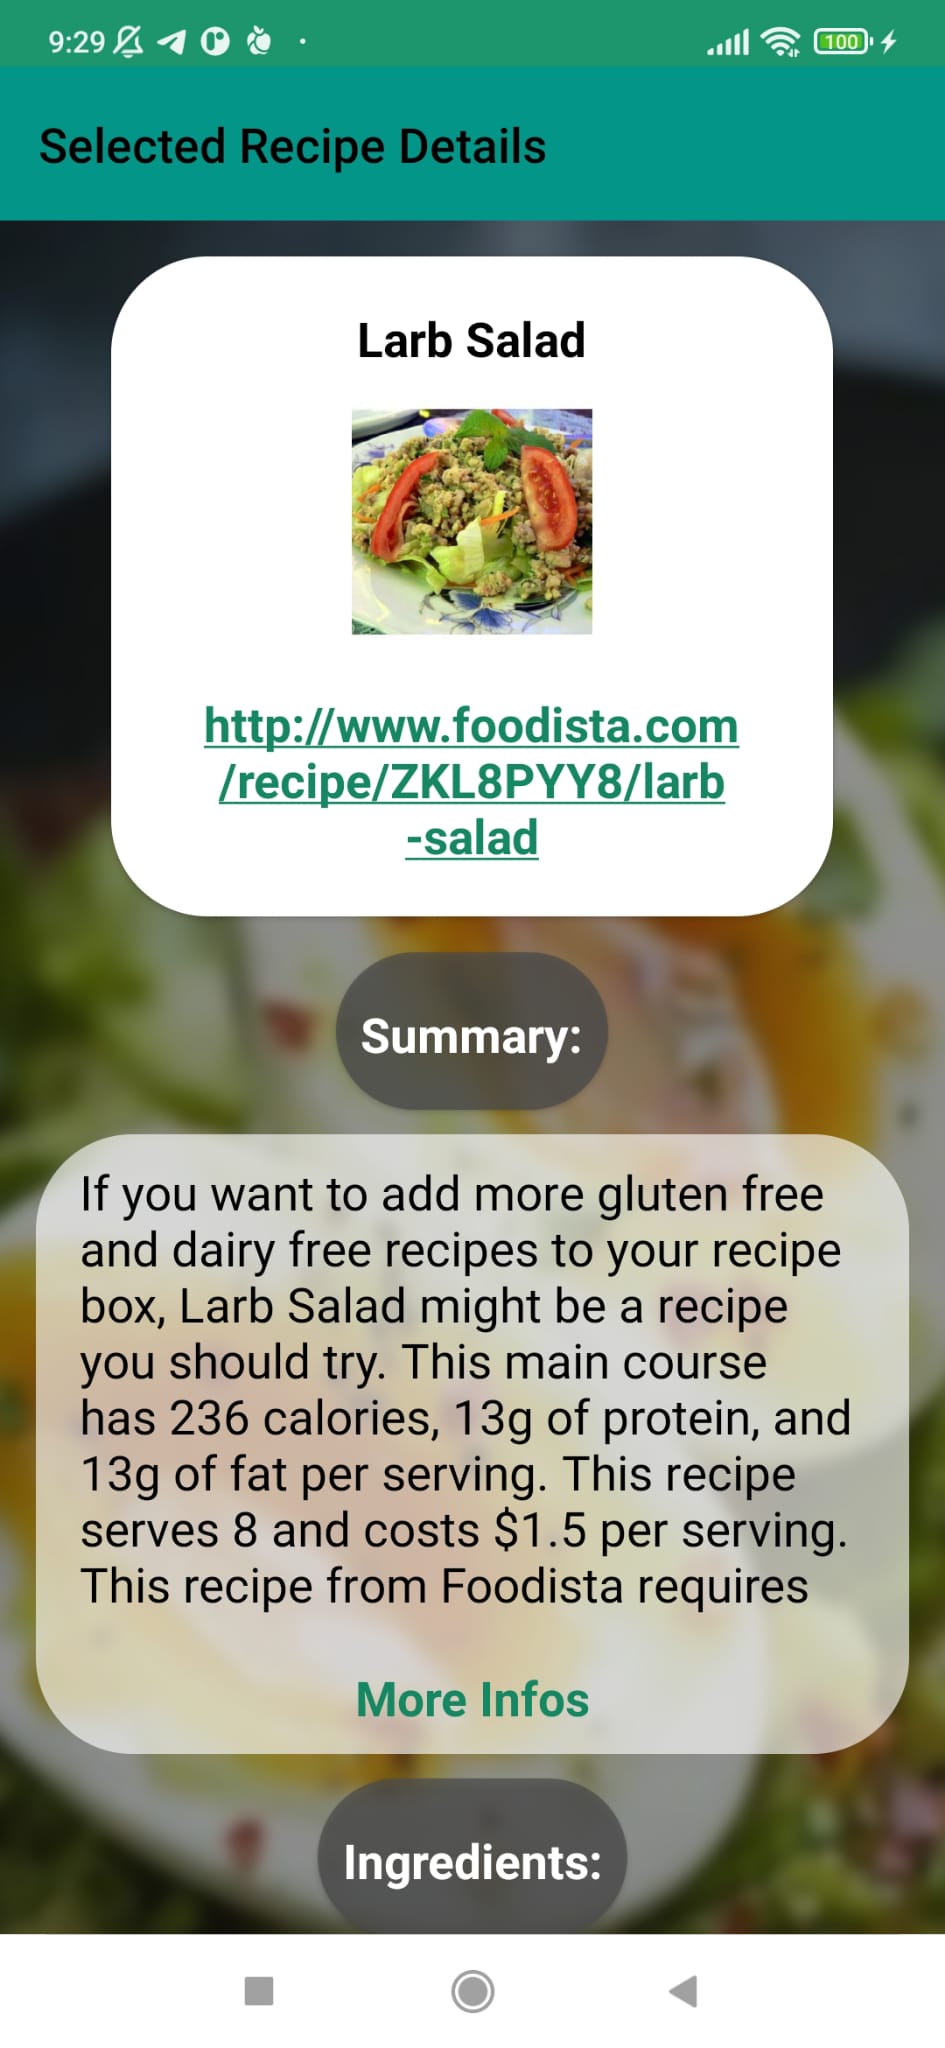 9:29
100
Selected Recipe Details
Larb Salad
http://www.foodista.com
/recipe/ZKL8PYY8/larb
-salad
Summary:
If you want to add more gluten free
and dairy free recipes to your recipe
box, Larb Salad might be a recipe
you should try. This main course
has 236 calories, 13g of protein, and
13g of fat per serving. This recipe
serves 8 and costs $1.5 per serving.
This recipe from Foodista requires
More Infos
Ingredients: